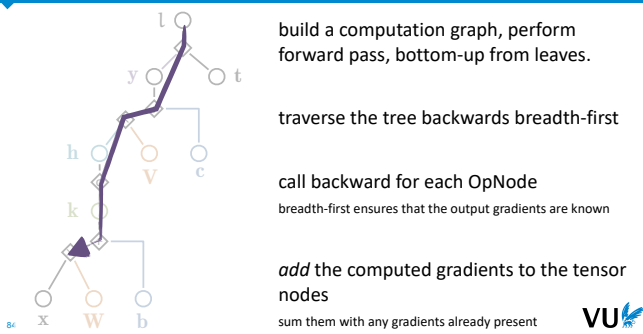 l
build a computation graph, perform
forward pass, bottom-up from leaves.
y
t
traverse the tree backwards breadth-first
h
V
c
call backward for each OpNode
breadth-first ensures that the output gradients are known
k
add the computed gradients to the tensor
nodes
sum them with any gradients already present
x
W
b
84
VU